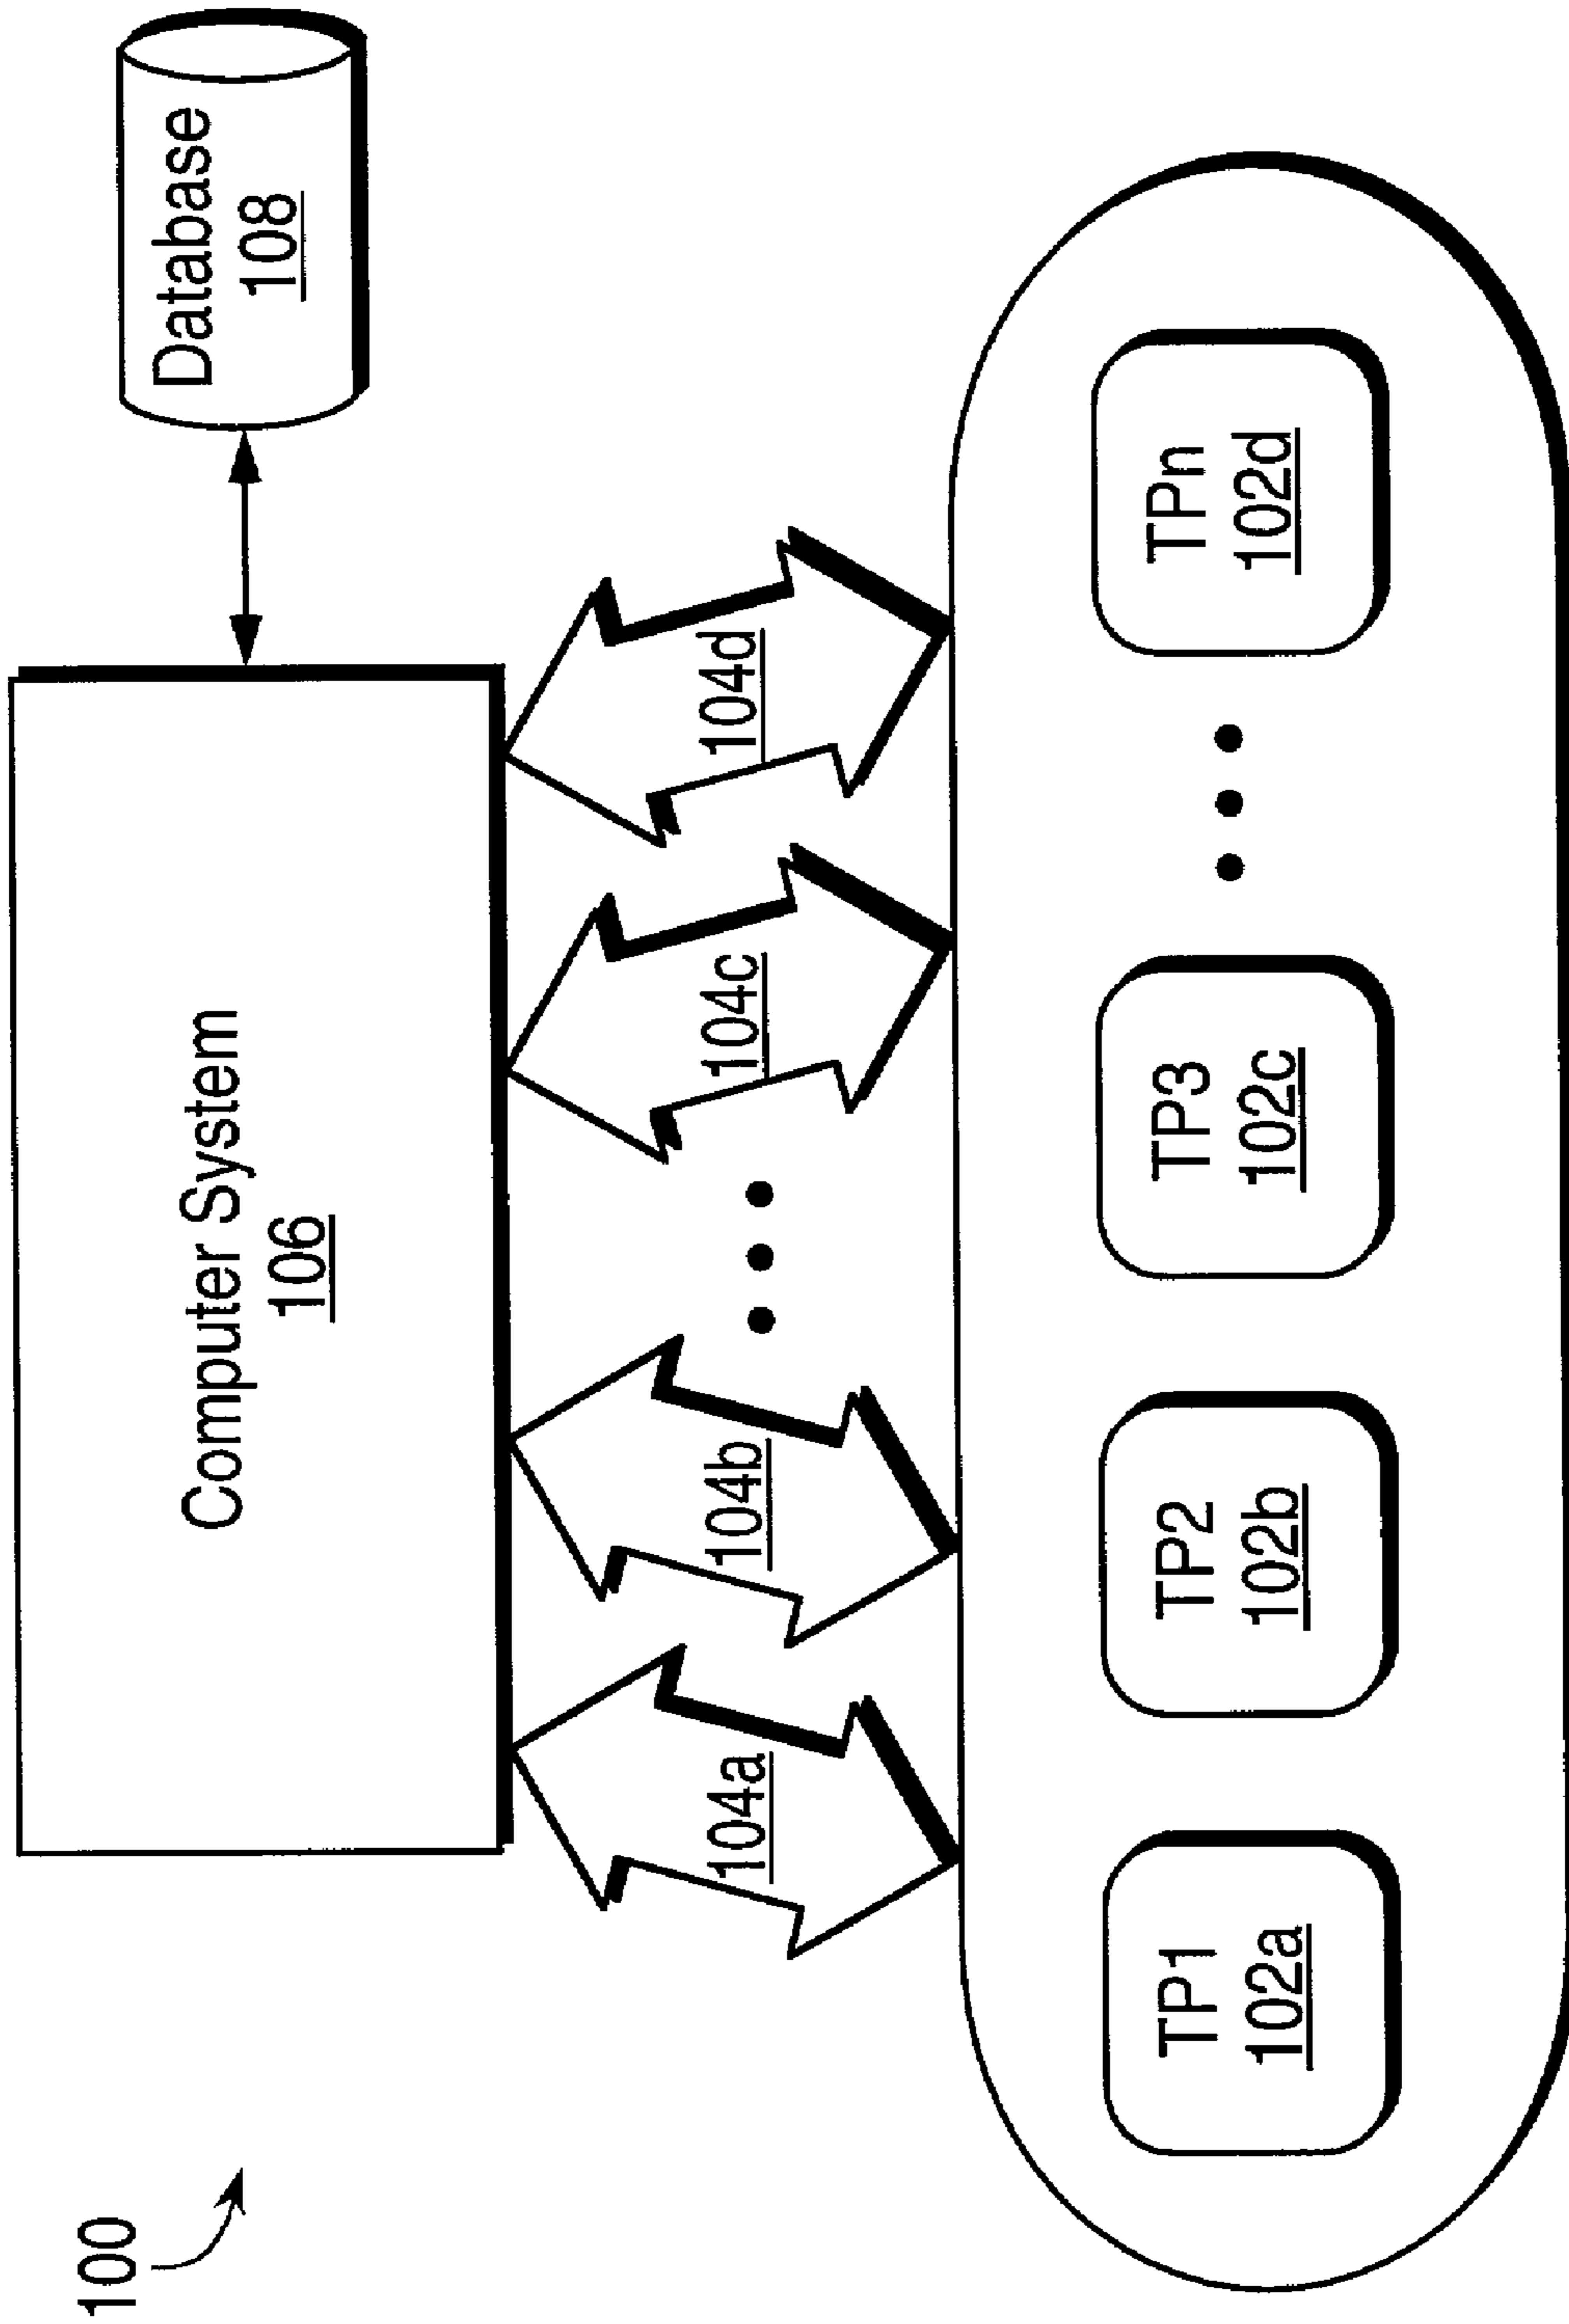 100
Computer System
106
Database
108
104a
104b
104c
104d
TP1
102a
TP2
102b
TP3
102c
TPn
102d